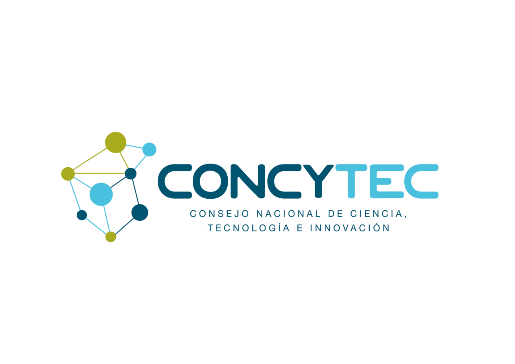 CONCYTEC
CONSEJO NACIONAL DE CIENCIA,
TECNOLOGÍA E INNOVACIÓN